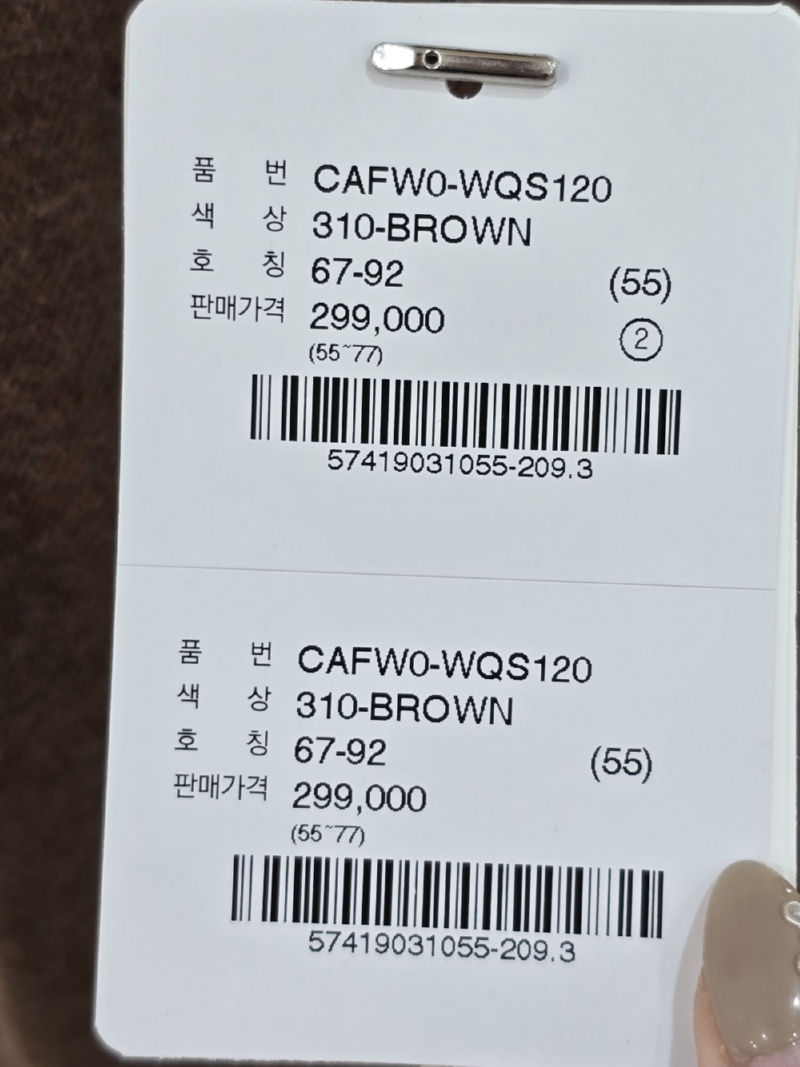 품 번 CAFW0-WQS120
색 상 310-BROWN
호 칭 67-92 (55)
판매가격 299,000 ②
(55~77)
57419031055-209.3
품 번 CAFW0-WQS120
색 상 310-BROWN
호 칭 67-92 (55)
판매가격 299,000
(55~77)
57419031055-209.3